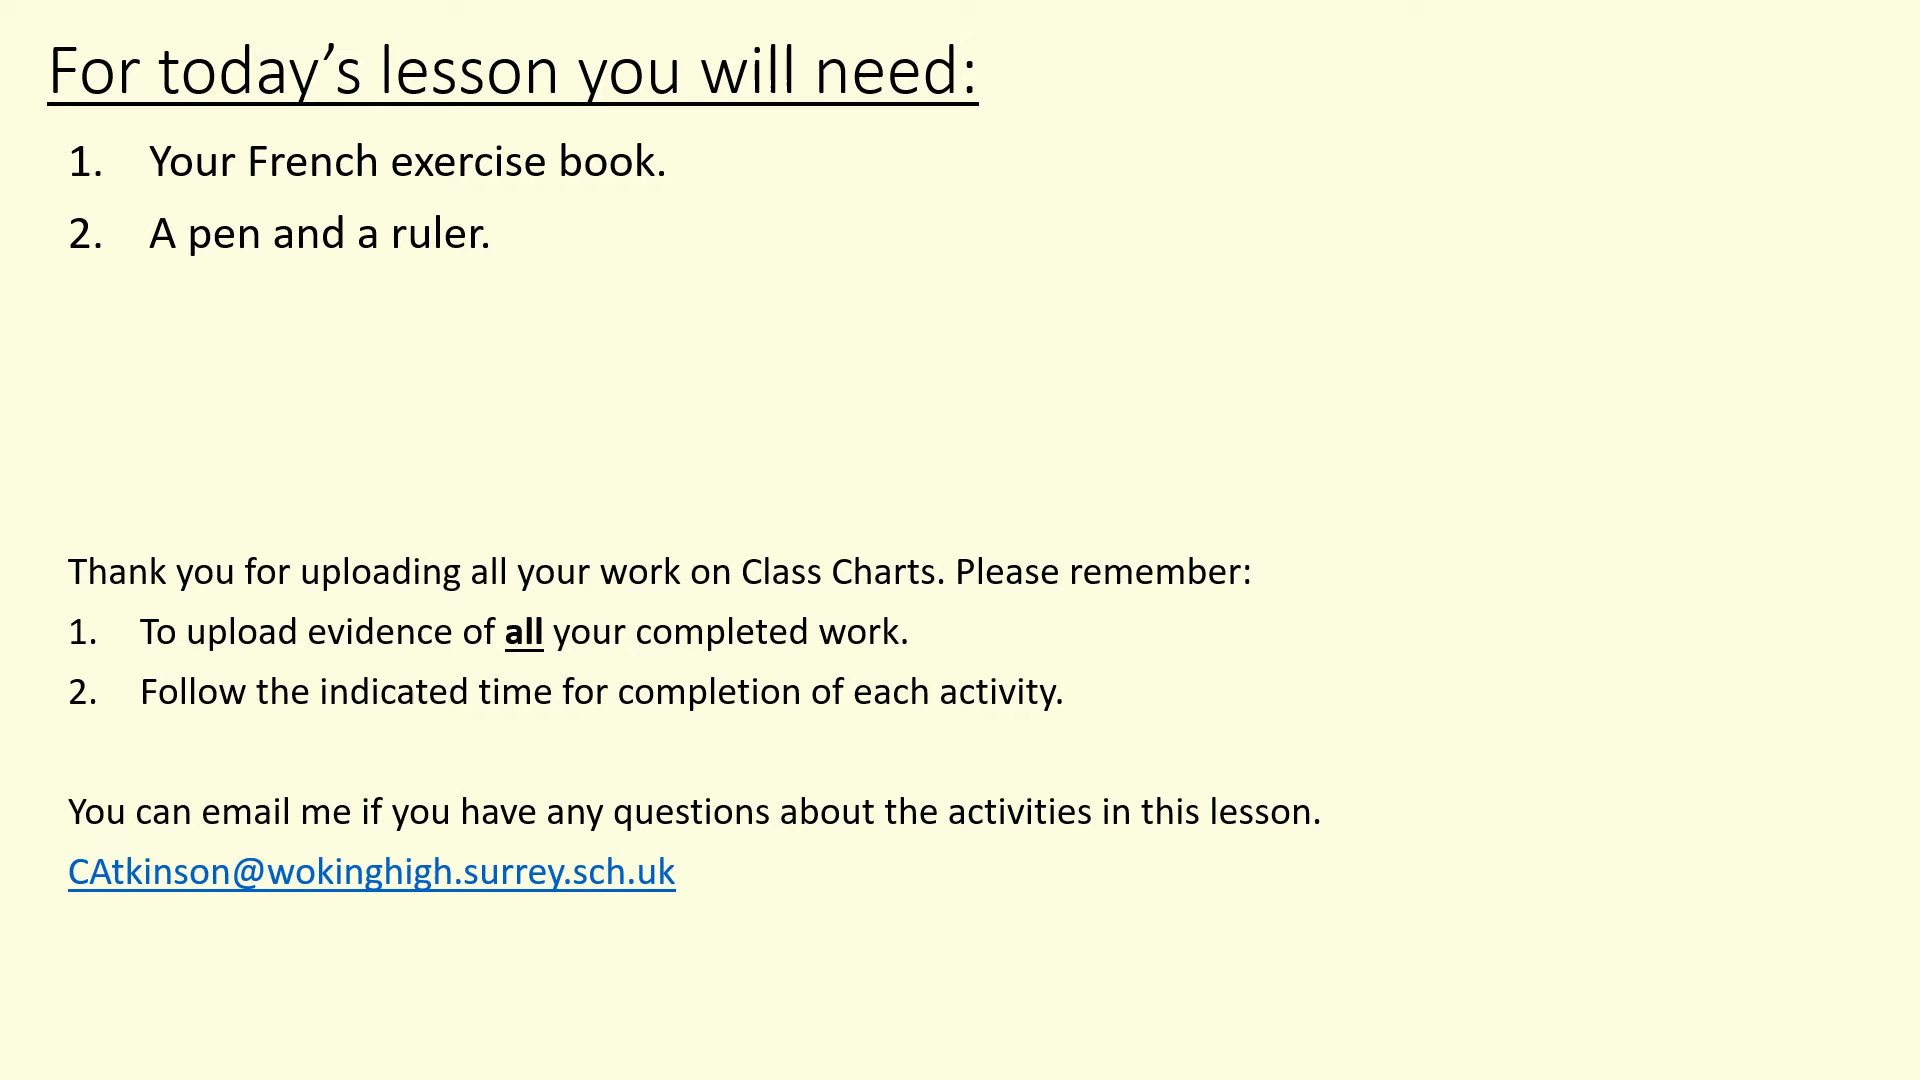 For today’s lesson you will need:
1. Your French exercise book.
2. A pen and a ruler.
Thank you for uploading all your work on Class Charts. Please remember:
1. To upload evidence of all your completed work.
2. Follow the indicated time for completion of each activity.
You can email me if you have any questions about the activities in this lesson.
CAtkinson@wokinghigh.surrey.sch.uk